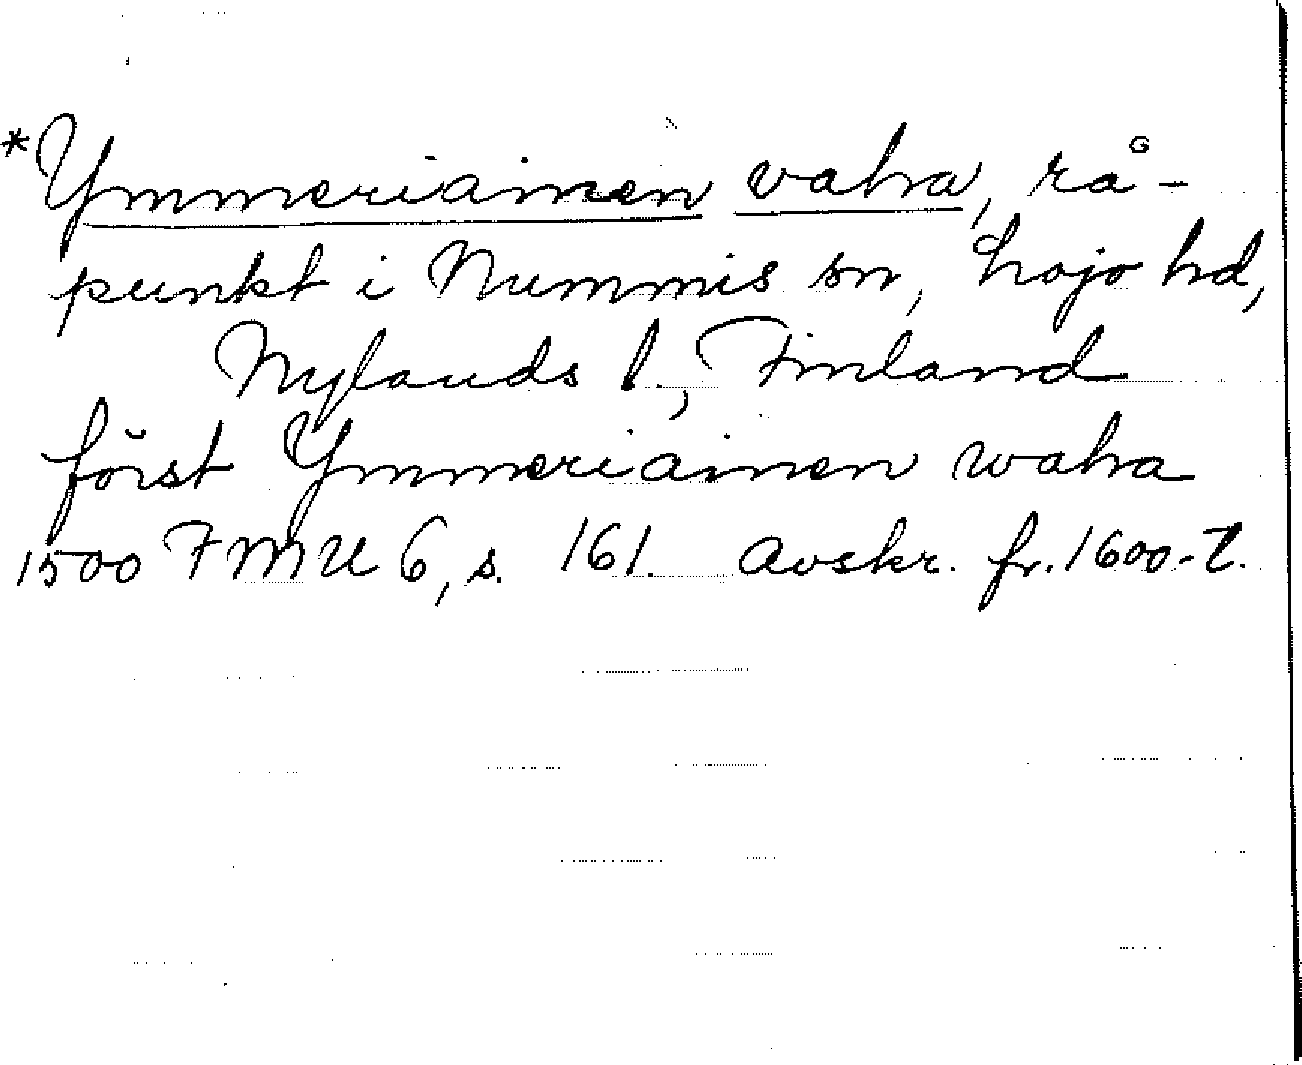 *Ymmeriainen vaha, rå-
punkt i Nummis sn, Lojo hd,
Nylands l., Finland
först Ymmeriainen waha
1500 FMU 6, s. 161. Avskr. fr. 1600-t.